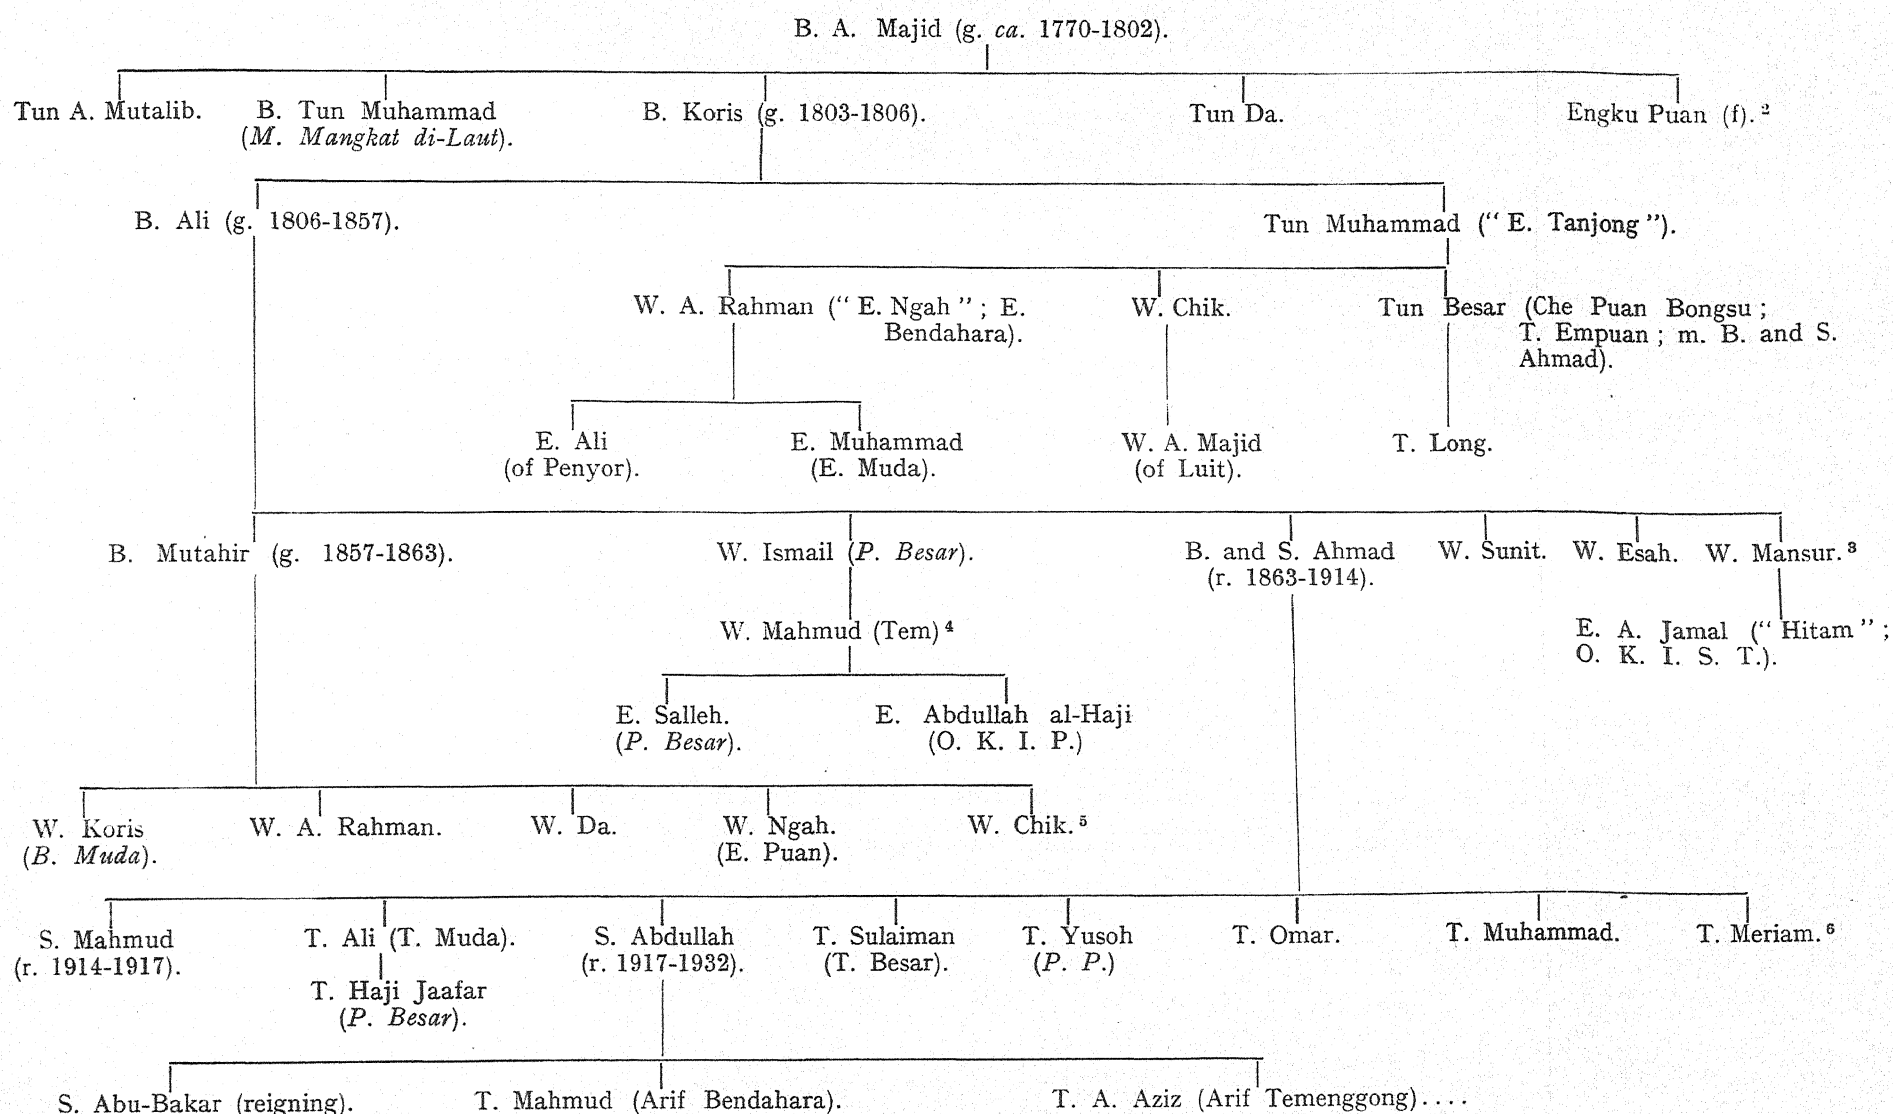 B. A. Majid (g. ca. 1770-1802).
Tun A. Mutalib. B. Tun Muhammad B. Koris (g. 1803-1806). Tun Da. Engku Puan (f).²
(M. Mangkat di-Laut).
B. Ali (g. 1806-1857). Tun Muhammad (“ E. Tanjong ”).
W. A. Rahman (“ E. Ngah ” ; E. W. Chik. Tun Besar (Che Puan Bongsu ;
Bendahara). T. Empuan ; m. B. and S.
Ahmad).
E. Ali E. Muhammad W. A. Majid T. Long.
(of Penyor). (E. Muda). (of Luit).
B. Mutahir (g. 1857-1863). W. Ismail (P. Besar). B. and S. Ahmad W. Sunit. W. Esah. W. Mansur.³
(r. 1863-1914).
W. Mahmud (Tem)⁴ E. A. Jamal (“ Hitam ” ;
O. K. I. S. T.).
E. Salleh. E. Abdullah al-Haji
(P. Besar). (O. K. I. P.)
W. Koris W. A. Rahman. W. Da. W. Ngah. W. Chik.⁵
(B. Muda). (E. Puan).
S. Mahmud T. Ali (T. Muda). S. Abdullah T. Sulaiman T. Yusoh T. Omar. T. Muhammad. T. Meriam.⁶
(r. 1914-1917). (r. 1917-1932). (T. Besar). (P. P.)
T. Haji Jaafar
(P. Besar).
S. Abu-Bakar (reigning). T. Mahmud (Arif Bendahara). T. A. Aziz (Arif Temenggong)....